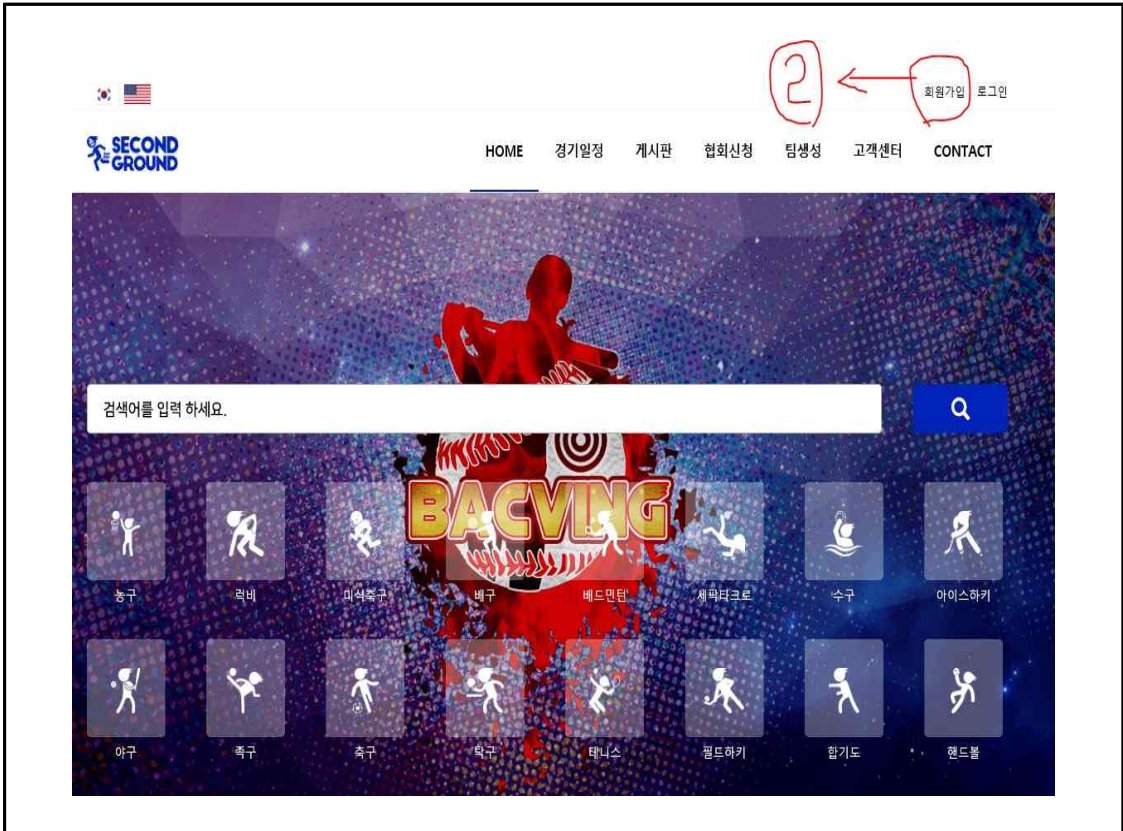 2
회원가입 로그인
SECOND
GROUND
HOME 경기일정 게시판 협회신청 팀생성 고객센터 CONTACT
검색어를 입력 하세요.
BACVING
농구 럭비 미식축구 배구 배드민턴 세팍타크로 수구 아이스하키
야구 족구 축구 탁구 테니스 필드하키 합기도 핸드볼